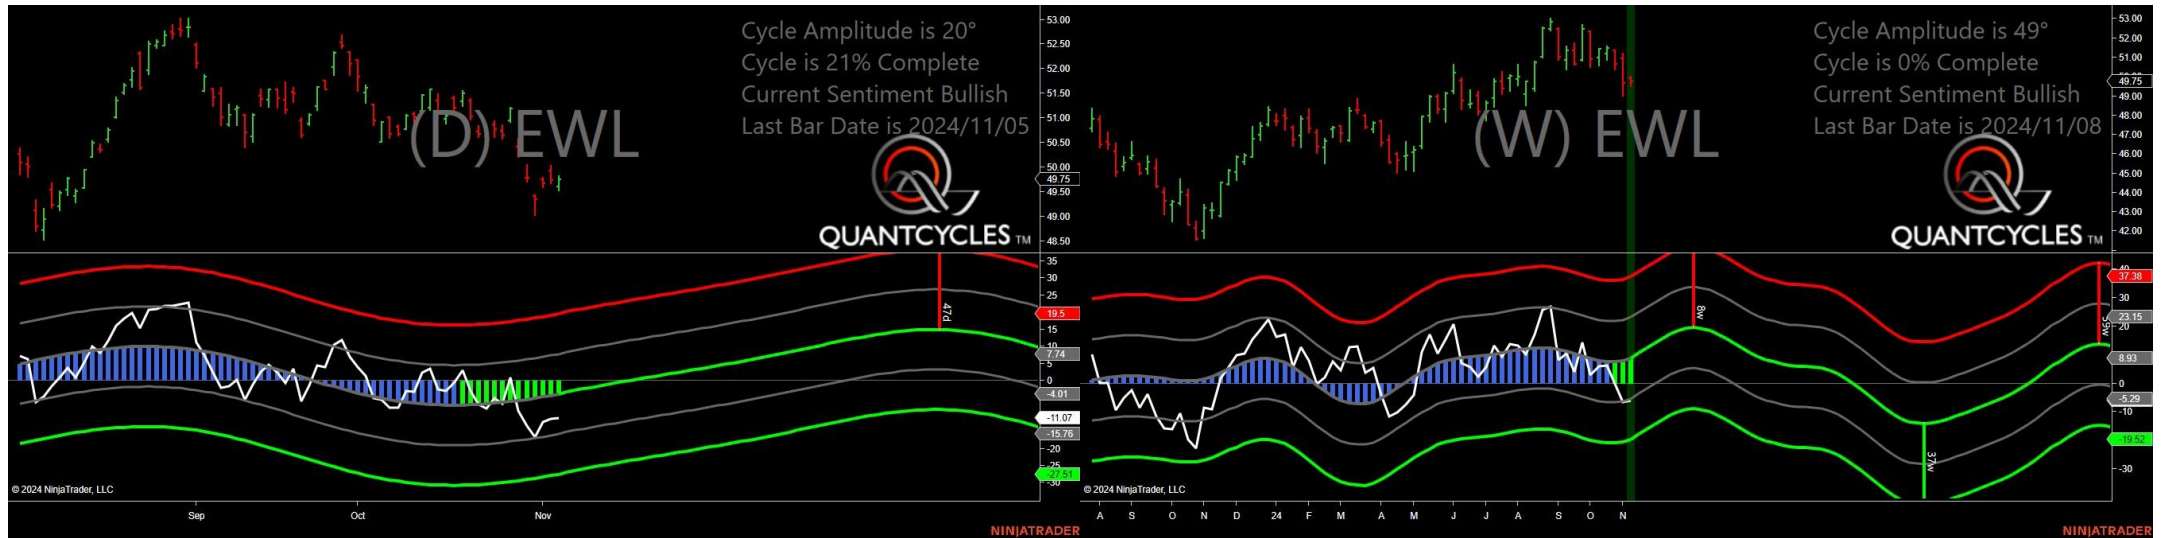 Cycle Amplitude is 20°
Cycle is 21% Complete
Current Sentiment Bullish
Last Bar Date is 2024/11/05
(D) EWL
QUANTCYCLES TM
53.00
52.50
52.00
51.50
51.00
50.50
50.00
49.75
49.50
49.00
48.50
35
30
25
19.5
15
10
7.74
5
0
-4.01
-11.07
-15.76
-20
-25
-27.51
-30
47d
© 2024 NinjaTrader, LLC
Sep
Oct
Nov
NINJATRADER
Cycle Amplitude is 49°
Cycle is 0% Complete
Current Sentiment Bullish
Last Bar Date is 2024/11/08
(W) EWL
QUANTCYCLES TM
53.00
52.00
51.00
49.75
49.00
48.00
47.00
46.00
45.00
44.00
43.00
42.00
40
37.38
30
23.15
20
8.93
0
-5.29
-10
-19.52
-30
8w
37w
59w
© 2024 NinjaTrader, LLC
A S O N D 24 F M A M J J A S O N
NINJATRADER